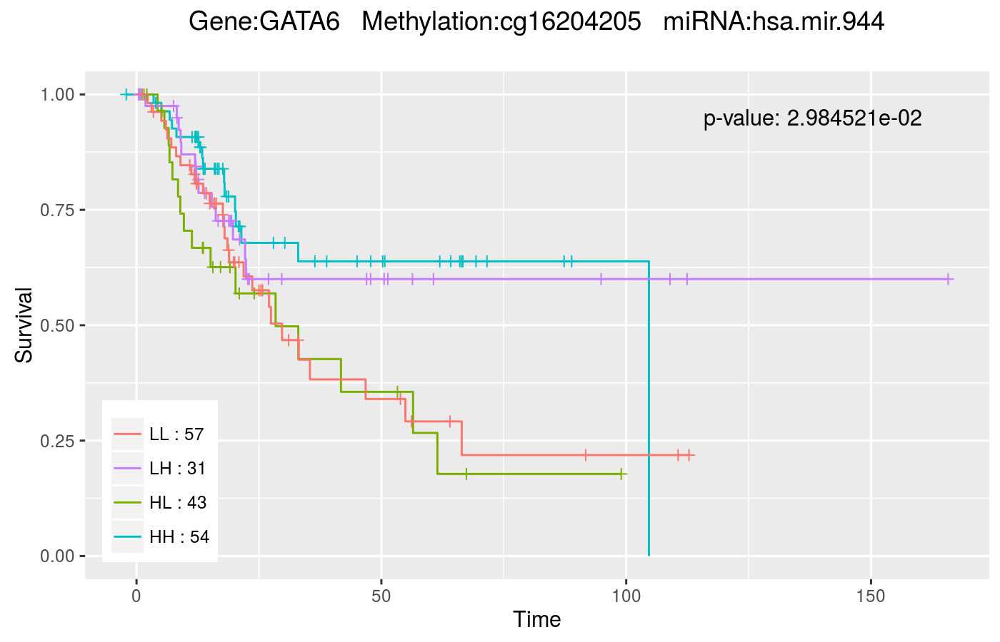 Gene:GATA6   Methylation:cg16204205   miRNA:hsa.mir.944
1.00
p-value: 2.984521e-02
0.75
Survival
0.50
0.25
0.00
LL : 57
LH : 31
HL : 43
HH : 54
0 50 100 150
Time